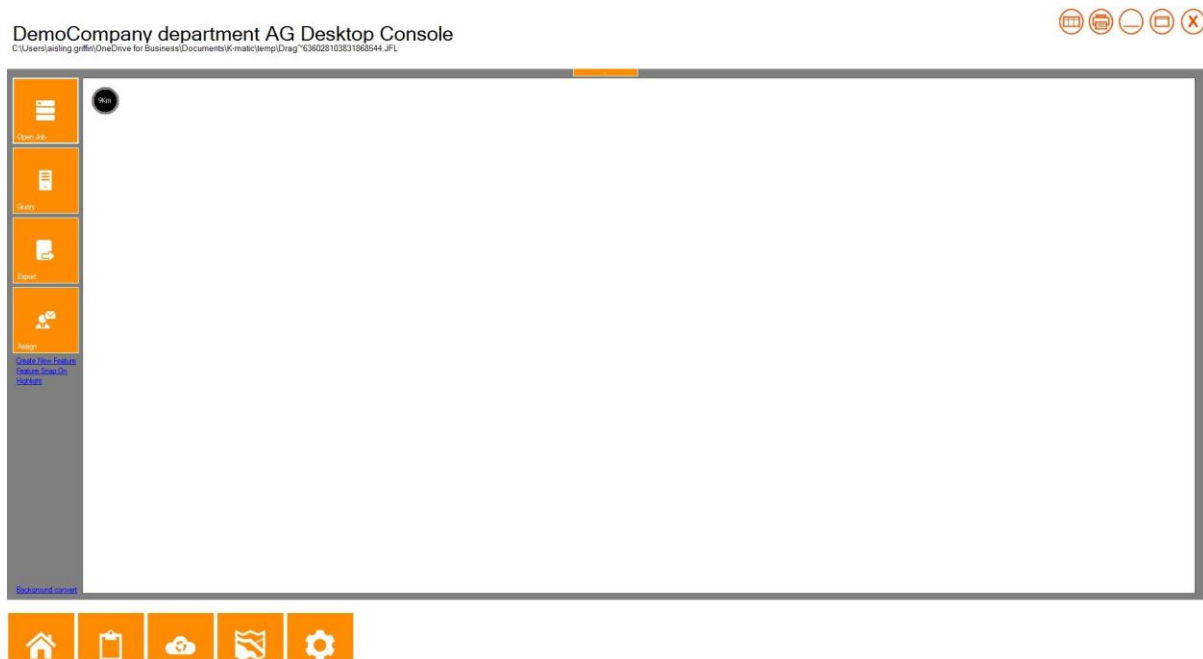 DemoCompany department AG Desktop Console
C:\Users\aisling.griffin\OneDrive for Business\Documents\K-matic\temp\Drag~636028103831868544.JFL
9Km
Open Job
Query
Export
Assign
Create New Feature
Feature Snap On
Highlight
Background convert